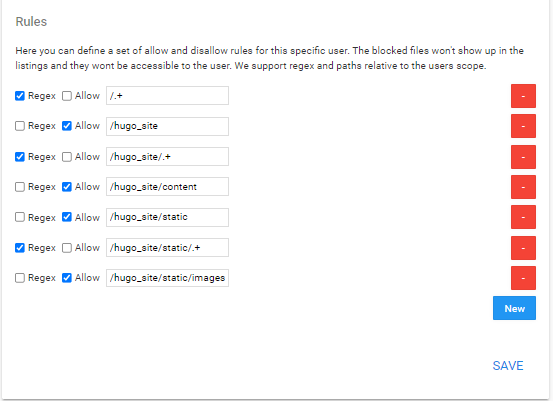 Rules
Here you can define a set of allow and disallow rules for this specific user. The blocked files won't show up in the
listings and they wont be accessible to the user. We support regex and paths relative to the users scope.
Regex Allow /.+ -
Regex Allow /hugo_site -
Regex Allow /hugo_site/.+ -
Regex Allow /hugo_site/content -
Regex Allow /hugo_site/static -
Regex Allow /hugo_site/static/.+ -
Regex Allow /hugo_site/static/images -
New
SAVE